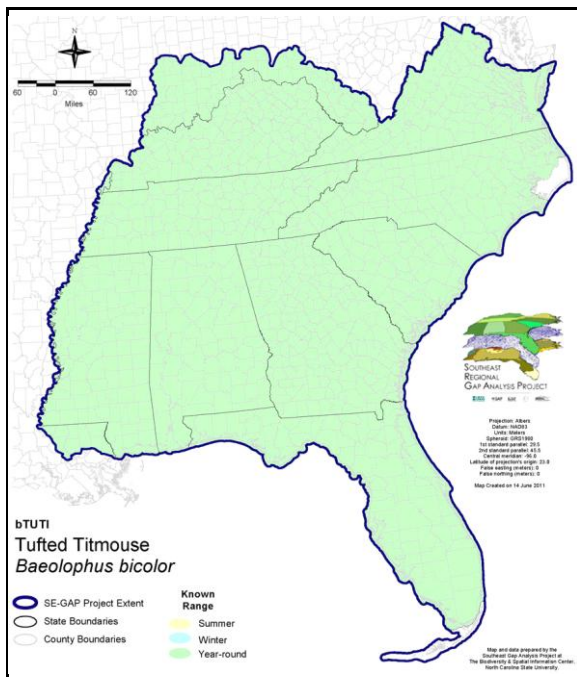 N
60 0 60 120
Miles
SOUTHEAST
REGIONAL
GAP ANALYSIS PROJECT
Projection: Albers
Datum: NAD83
Units: Meters
Spheroid: GRS1980
1st standard parallel: 29.5
2nd standard parallel: 45.5
Central meridian: -96.0
Latitude of projection's origin: 23.0
False easting (meters): 0
False northing (meters): 0
Map Created on 14 June 2011
bTUTI
Tufted Titmouse
Baeolophus bicolor
SE-GAP Project Extent
State Boundaries
County Boundaries
Known
Range
Summer
Winter
Year-round
Map and data prepared by the
Southeast Gap Analysis Project at
The Biodiversity & Spatial Information Center,
North Carolina State University.